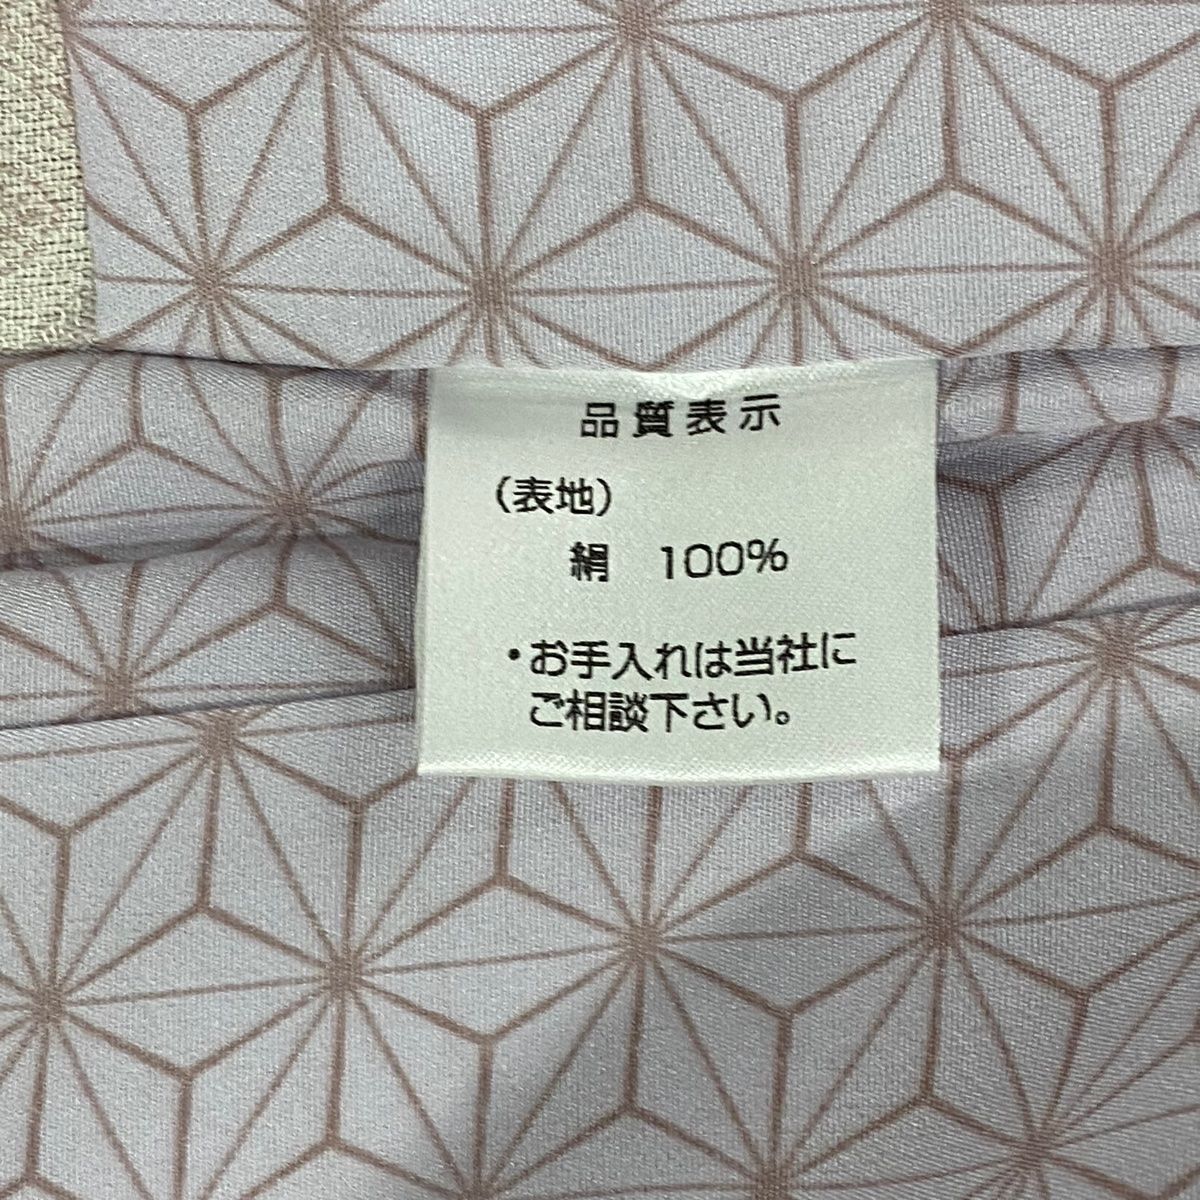 品質表示
（表地）
絹 100%
・お手入れは当社に
ご相談下さい。